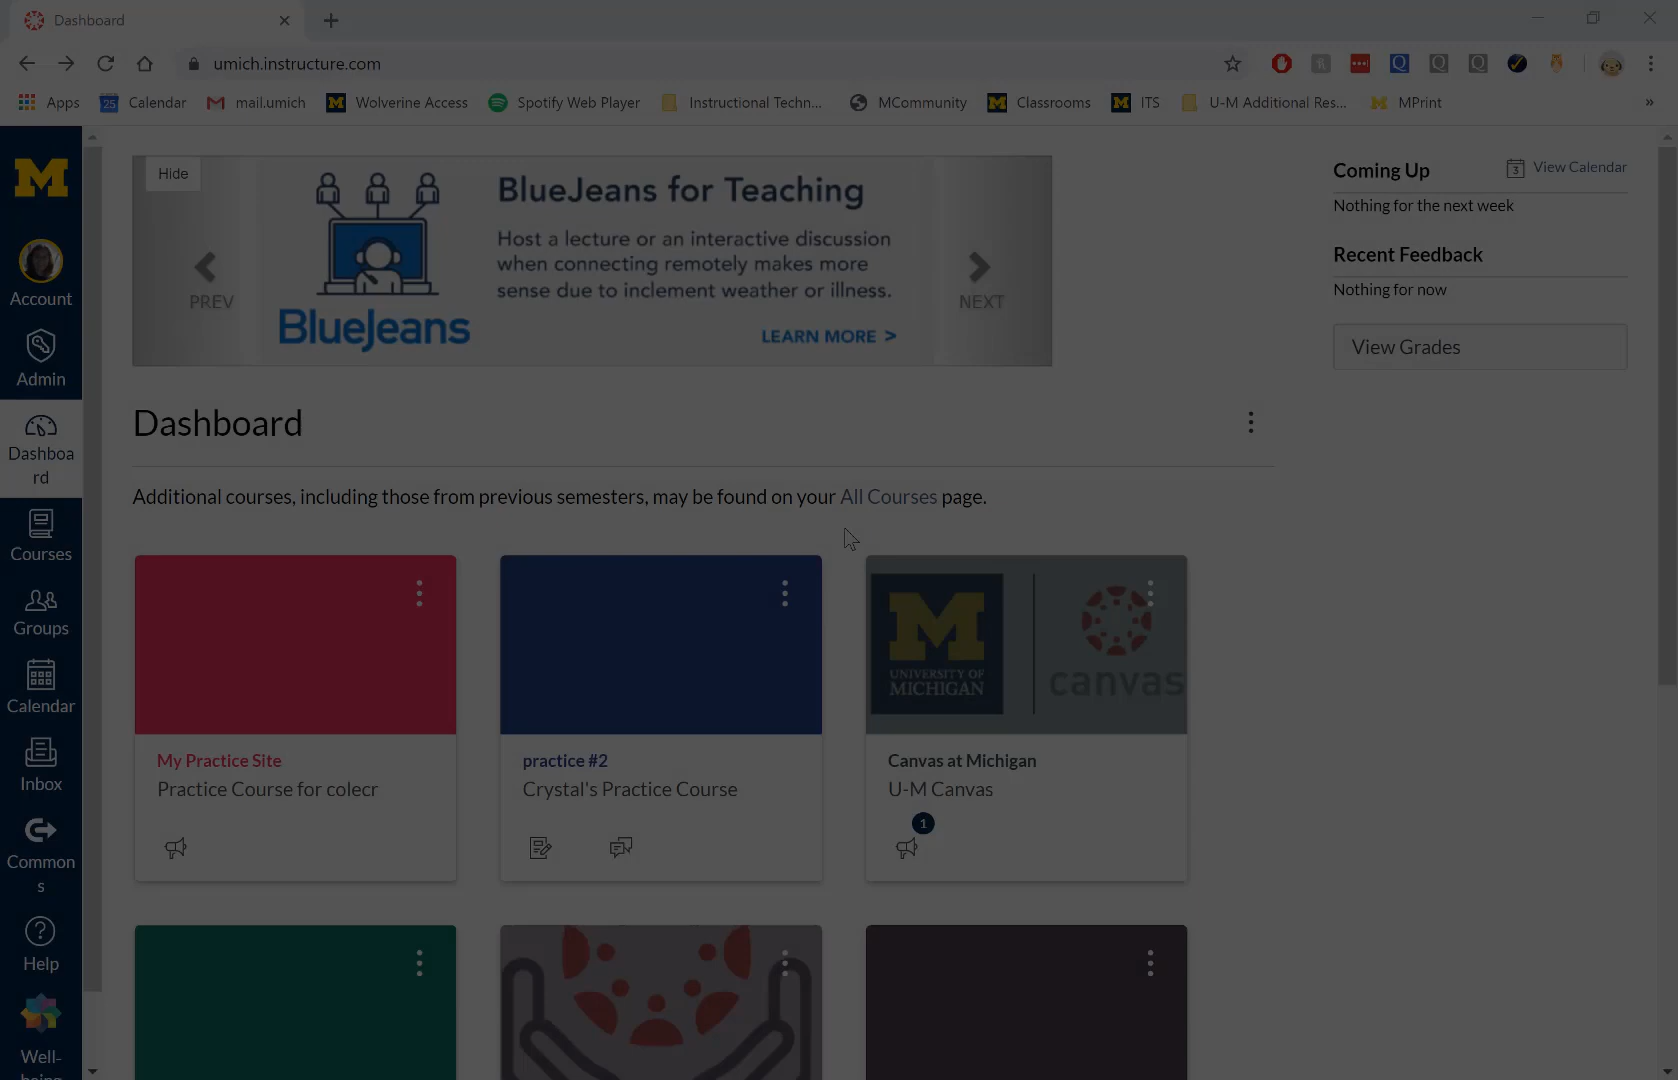 Dashboard
umich.instructure.com
Apps
25 Calendar
mail.umich
Wolverine Access
Spotify Web Player
Instructional Techn...
MCommunity
Classrooms
ITS
U-M Additional Res...
MPrint
»
Account
Admin
Dashboa
rd
Courses
Groups
Calendar
Inbox
Common
s
Help
Well-
being
Hide
PREV
BlueJeans
BlueJeans for Teaching
Host a lecture or an interactive discussion
when connecting remotely makes more
sense due to inclement weather or illness.
LEARN MORE >
NEXT
Coming Up
3 View Calendar
Nothing for the next week
Recent Feedback
Nothing for now
View Grades
Dashboard
Additional courses, including those from previous semesters, may be found on your All Courses page.
My Practice Site
Practice Course for colecr
practice #2
Crystal's Practice Course
M
UNIVERSITY OF
MICHIGAN
canvas
Canvas at Michigan
U-M Canvas
1